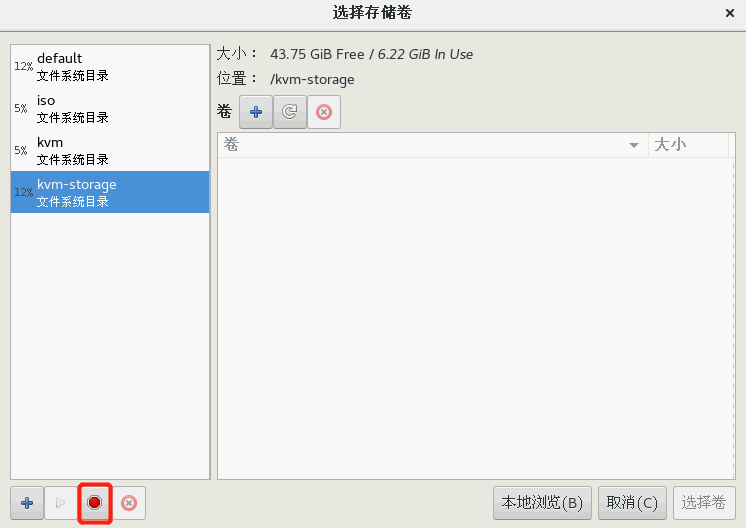 选择存储卷
12% default
文件系统目录
5% iso
文件系统目录
5% kvm
文件系统目录
12% kvm-storage
文件系统目录
大小： 43.75 GiB Free / 6.22 GiB In Use
位置： /kvm-storage
卷
卷 大小
本地浏览(B) 取消(C) 选择卷